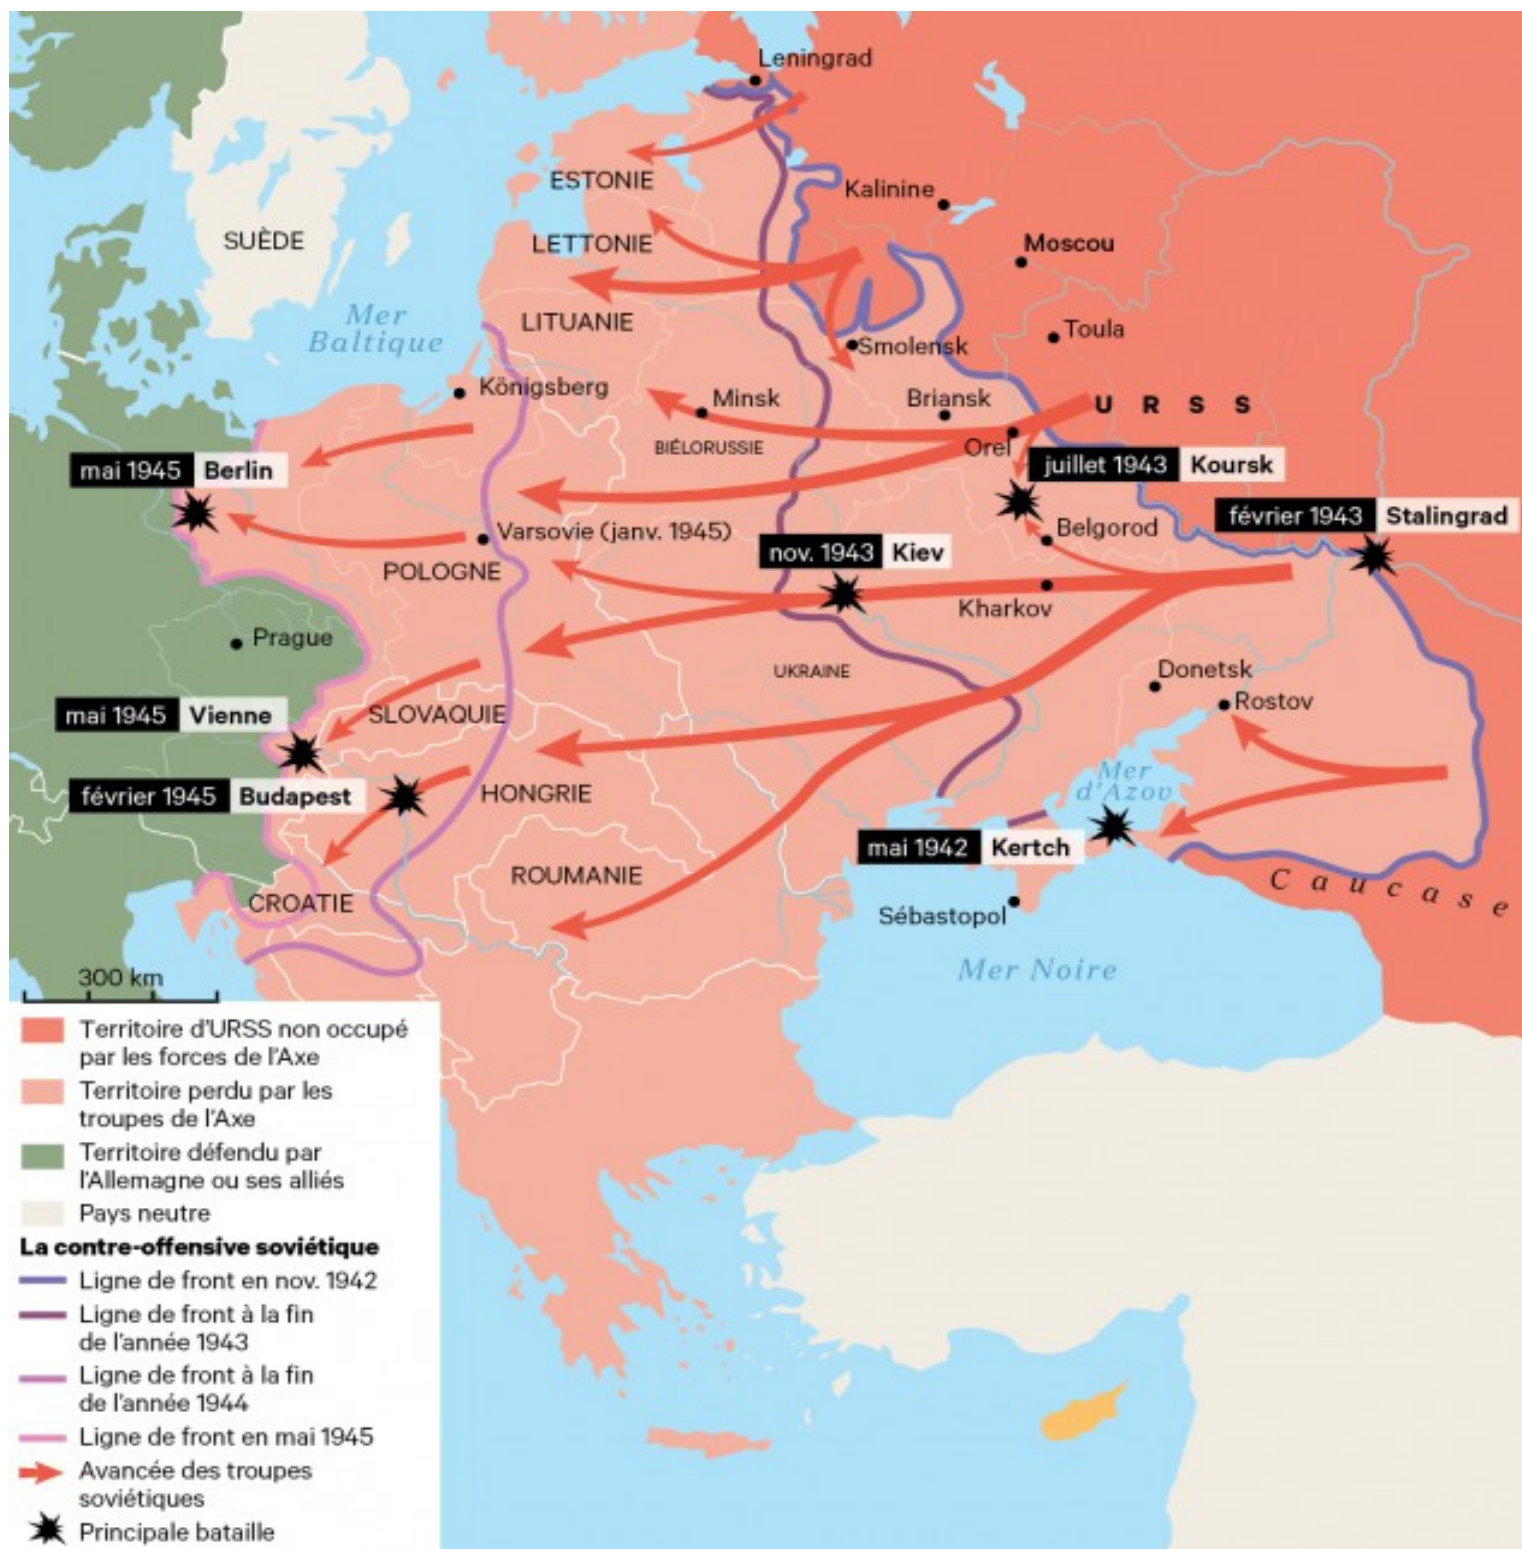 Leningrad
ESTONIE
Kalinine
SUÈDE
LETTONIE
Moscou
Mer
Baltique
LITUANIE
Toula
Smolensk
Königsberg
Minsk
Briansk
U R S S
BIÉLORUSSIE
Orel
mai 1945 Berlin
juillet 1943 Koursk
février 1943 Stalingrad
Varsovie (janv. 1945)
Belgorod
nov. 1943 Kiev
POLOGNE
Kharkov
Prague
UKRAINE
Donetsk
Rostov
mai 1945 Vienne
SLOVAQUIE
Mer
d'Azov
février 1945 Budapest
HONGRIE
mai 1942 Kertch
ROUMANIE
Caucase
CROATIE
Sébastopol
Mer Noire
300 km
Territoire d'URSS non occupé
par les forces de l'Axe
Territoire perdu par les
troupes de l'Axe
Territoire défendu par
l'Allemagne ou ses alliés
Pays neutre
La contre-offensive soviétique
Ligne de front en nov. 1942
Ligne de front à la fin
de l'année 1943
Ligne de front à la fin
de l'année 1944
Ligne de front en mai 1945
Avancée des troupes
soviétiques
Principale bataille